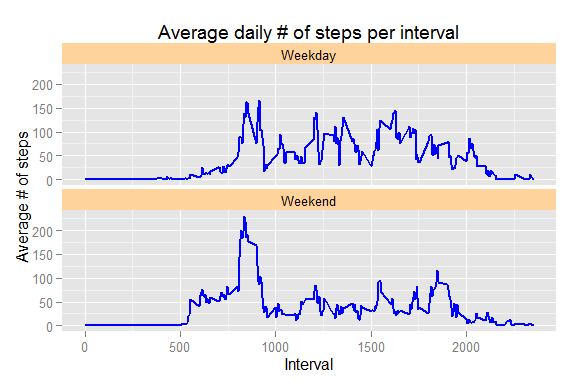 Average daily # of steps per interval
Weekday
200
150
100
50
0
Weekend
200
150
100
50
0
Average # of steps
0 500 1000 1500 2000
Interval